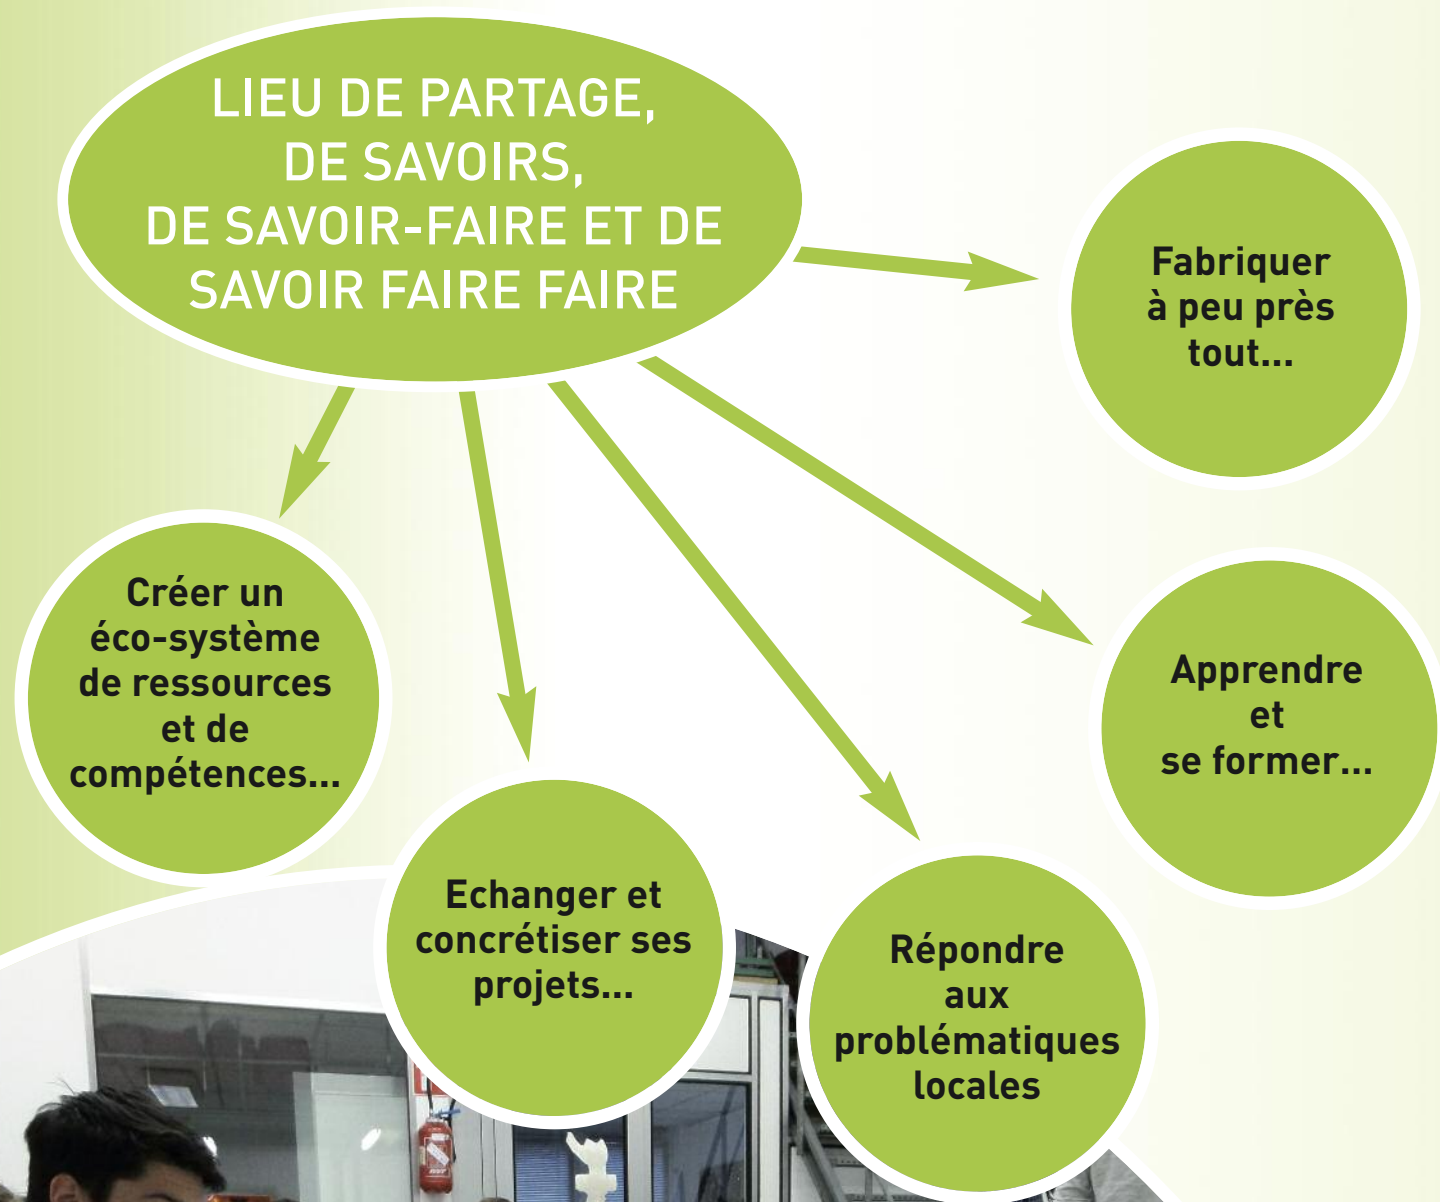 LIEU DE PARTAGE,
DE SAVOIRS,
DE SAVOIR-FAIRE ET DE
SAVOIR FAIRE FAIRE
Fabriquer
à peu près
tout...
Créer un
éco-système
de ressources
et de
compétences...
Apprendre
et
se former...
Echanger et
concrétiser ses
projets...
Répondre
aux
problématiques
locales